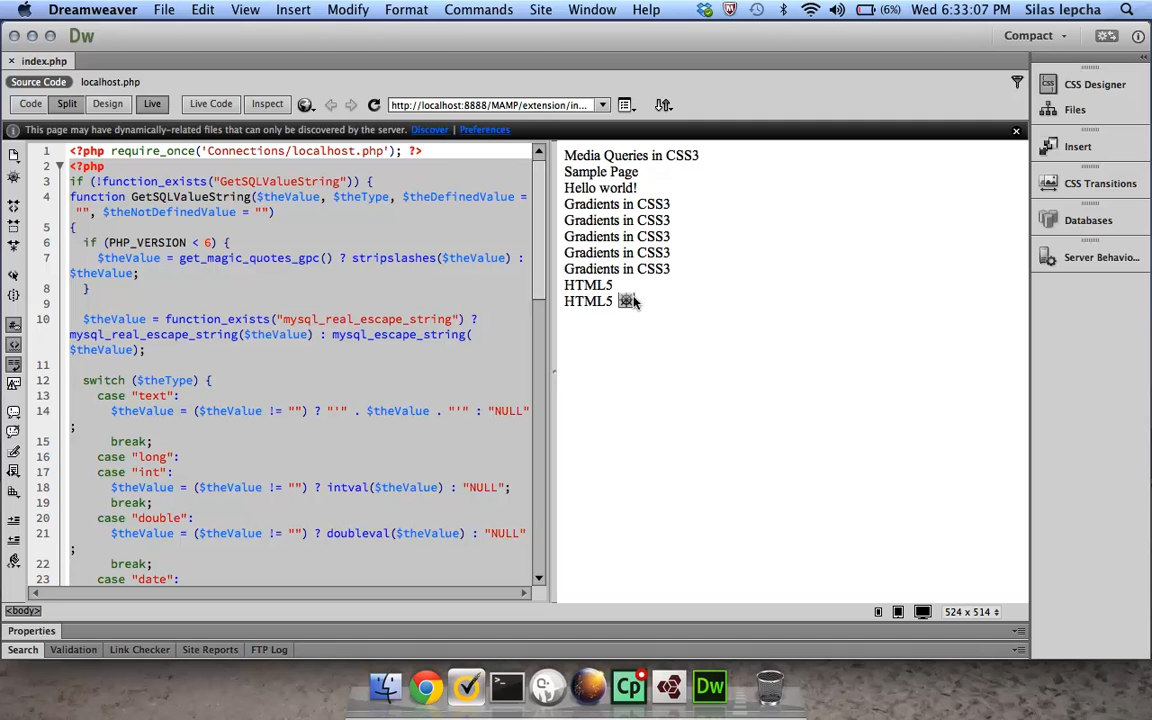 Dreamweaver File Edit View Insert Modify Format Commands Site Window Help (6%) Wed 6:33:07 PM Silas lepcha
Dw Compact
× index.php
Source Code localhost.php
Code Split Design Live Live Code Inspect http://localhost:8888/MAMP/extension/in...
This page may have dynamically-related files that can only be discovered by the server. Discover Preferences
1 <?php require_once('Connections/localhost.php'); ?>
2 <?php
3 if (!function_exists("GetSQLValueString")) {
4 function GetSQLValueString($theValue, $theType, $theDefinedValue =
"", $theNotDefinedValue = "")
5 {
6 if (PHP_VERSION < 6) {
7 $theValue = get_magic_quotes_gpc() ? stripslashes($theValue) :
$theValue;
8 }
9
10 $theValue = function_exists("mysql_real_escape_string") ?
mysql_real_escape_string($theValue) : mysql_escape_string(
$theValue);
11
12 switch ($theType) {
13 case "text":
14 $theValue = ($theValue != "") ? "'" . $theValue . "'" : "NULL"
;
15 break;
16 case "long":
17 case "int":
18 $theValue = ($theValue != "") ? intval($theValue) : "NULL";
19 break;
20 case "double":
21 $theValue = ($theValue != "") ? doubleval($theValue) : "NULL"
;
22 break;
23 case "date":
Media Queries in CSS3
Sample Page
Hello world!
Gradients in CSS3
Gradients in CSS3
Gradients in CSS3
Gradients in CSS3
Gradients in CSS3
HTML5
HTML5
CSS Designer
Files
Insert
CSS Transitions
Databases
Server Behavio...
<body> 524 x 514
Properties
Search Validation Link Checker Site Reports FTP Log
Cp Dw